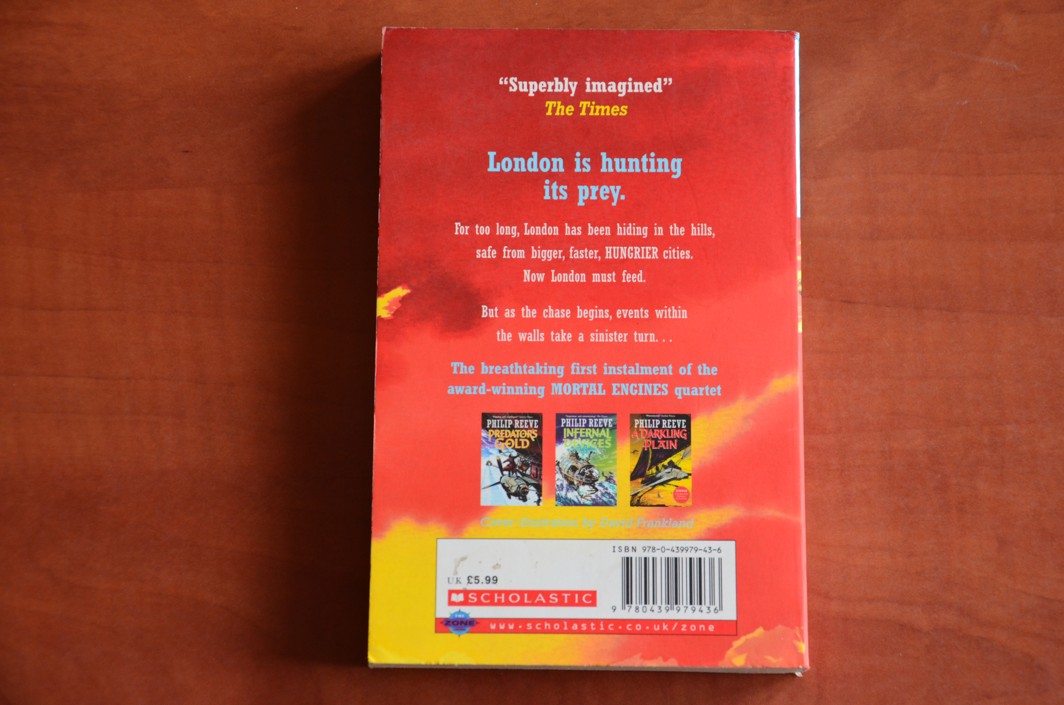 “Superbly imagined”
The Times
London is hunting
its prey.
For too long, London has been hiding in the hills,
safe from bigger, faster, HUNGRIER cities.
Now London must feed.
But as the chase begins, events within
the walls take a sinister turn. . .
The breathtaking first instalment of the
award-winning MORTAL ENGINES quartet
PHILIP REEVE
PREDATOR'S
GOLD
PHILIP REEVE
INFERNAL
DEVICES
PHILIP REEVE
A DARKLING
PLAIN
Cover illustration by David Frankland
ISBN 978-0-439979-43-6
UK £5.99
SCHOLASTIC
9 780439 979436
THE
ZONE
www.scholastic.co.uk/zone